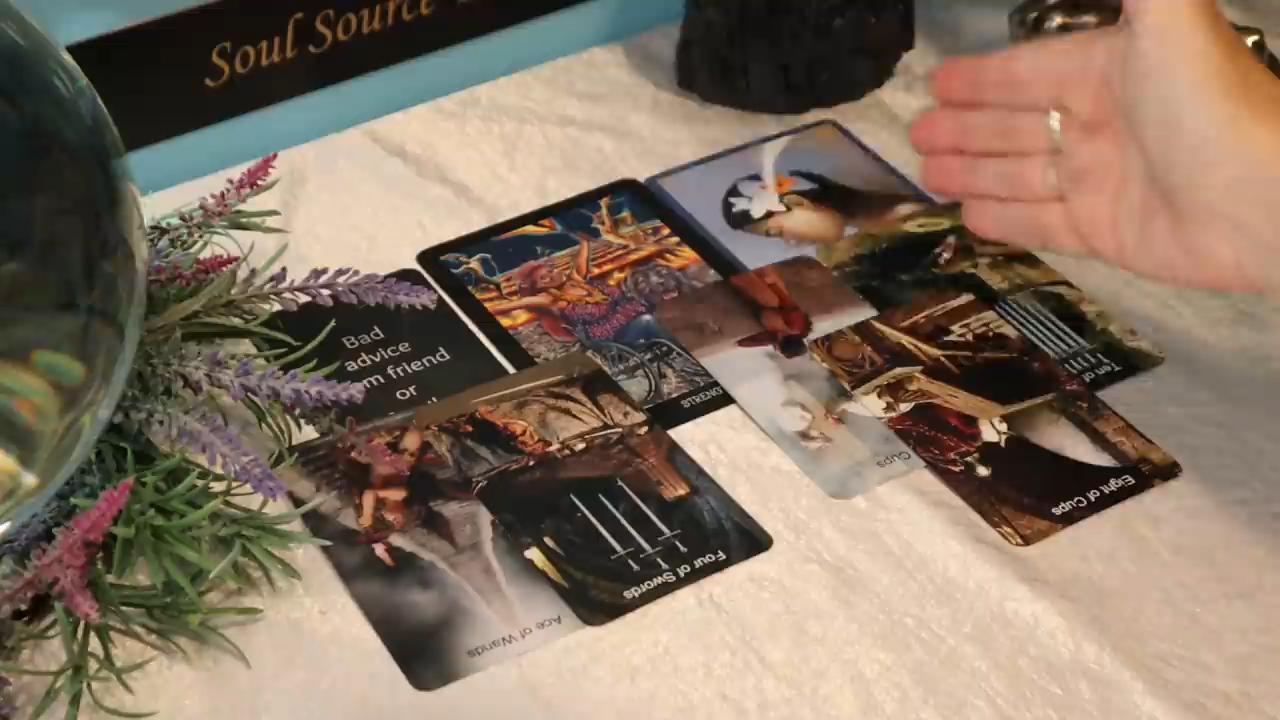 Soul Source
Bad
advice
friend
or
STRENG
Cups
Ten of
Eight of Cups
Four of Swords
Ace of Wands